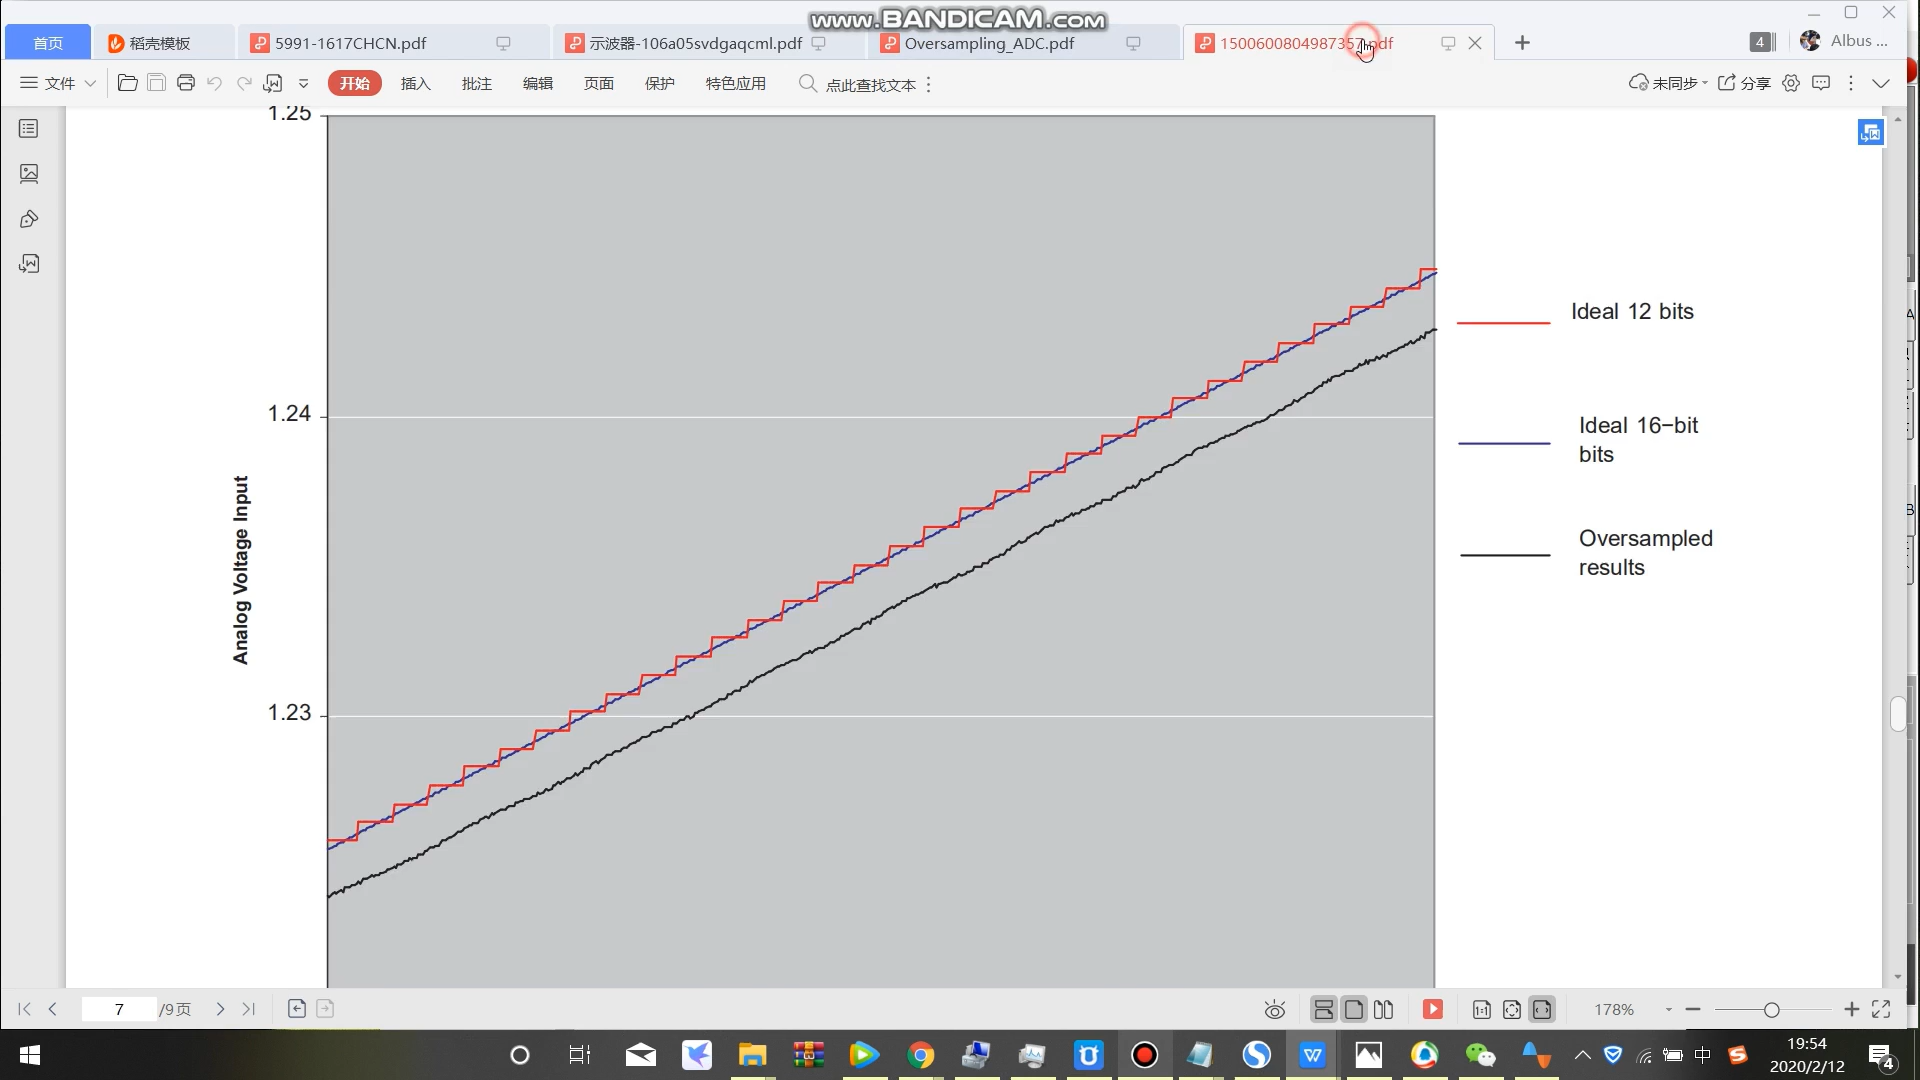 www.BANDICAM.com
首页
稻壳模板
5991-1617CHCN.pdf
示波器-106a05svdgaqcml.pdf
Oversampling_ADC.pdf
4
Albus ...
文件
开始
插入
批注
编辑
页面
保护
特色应用
点此查找文本
未同步
分享
1.25
1.24
1.23
Analog Voltage Input
Ideal 12 bits
Ideal 16−bit
bits
Oversampled
results
7
/9页
178%
中
19:54
2020/2/12
4